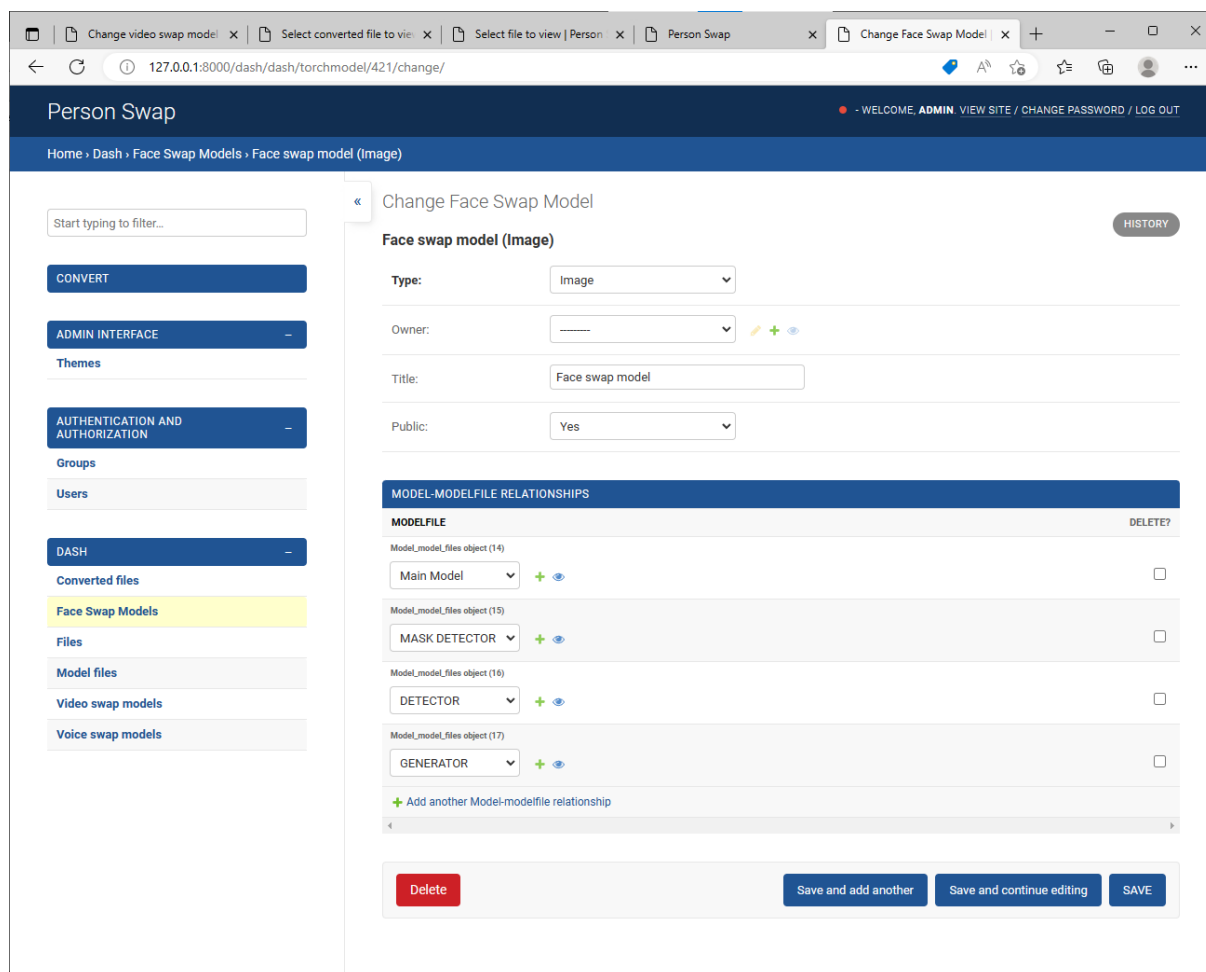 Change video swap model
Select converted file to vie
Select file to view | Person
Person Swap
Change Face Swap Model |
127.0.0.1:8000/dash/dash/torchmodel/421/change/
Person Swap
- WELCOME, ADMIN. VIEW SITE / CHANGE PASSWORD / LOG OUT
Home › Dash › Face Swap Models › Face swap model (Image)
Start typing to filter...
CONVERT
ADMIN INTERFACE
Themes
AUTHENTICATION AND
AUTHORIZATION
Groups
Users
DASH
Converted files
Face Swap Models
Files
Model files
Video swap models
Voice swap models
«
Change Face Swap Model
HISTORY
Face swap model (Image)
Type: Image
Owner: ---------
Title: Face swap model
Public: Yes
MODEL-MODELFILE RELATIONSHIPS
MODELFILE DELETE?
Model_model_files object (14)
Main Model
Model_model_files object (15)
MASK DETECTOR
Model_model_files object (16)
DETECTOR
Model_model_files object (17)
GENERATOR
Add another Model-modelfile relationship
Delete Save and add another Save and continue editing SAVE